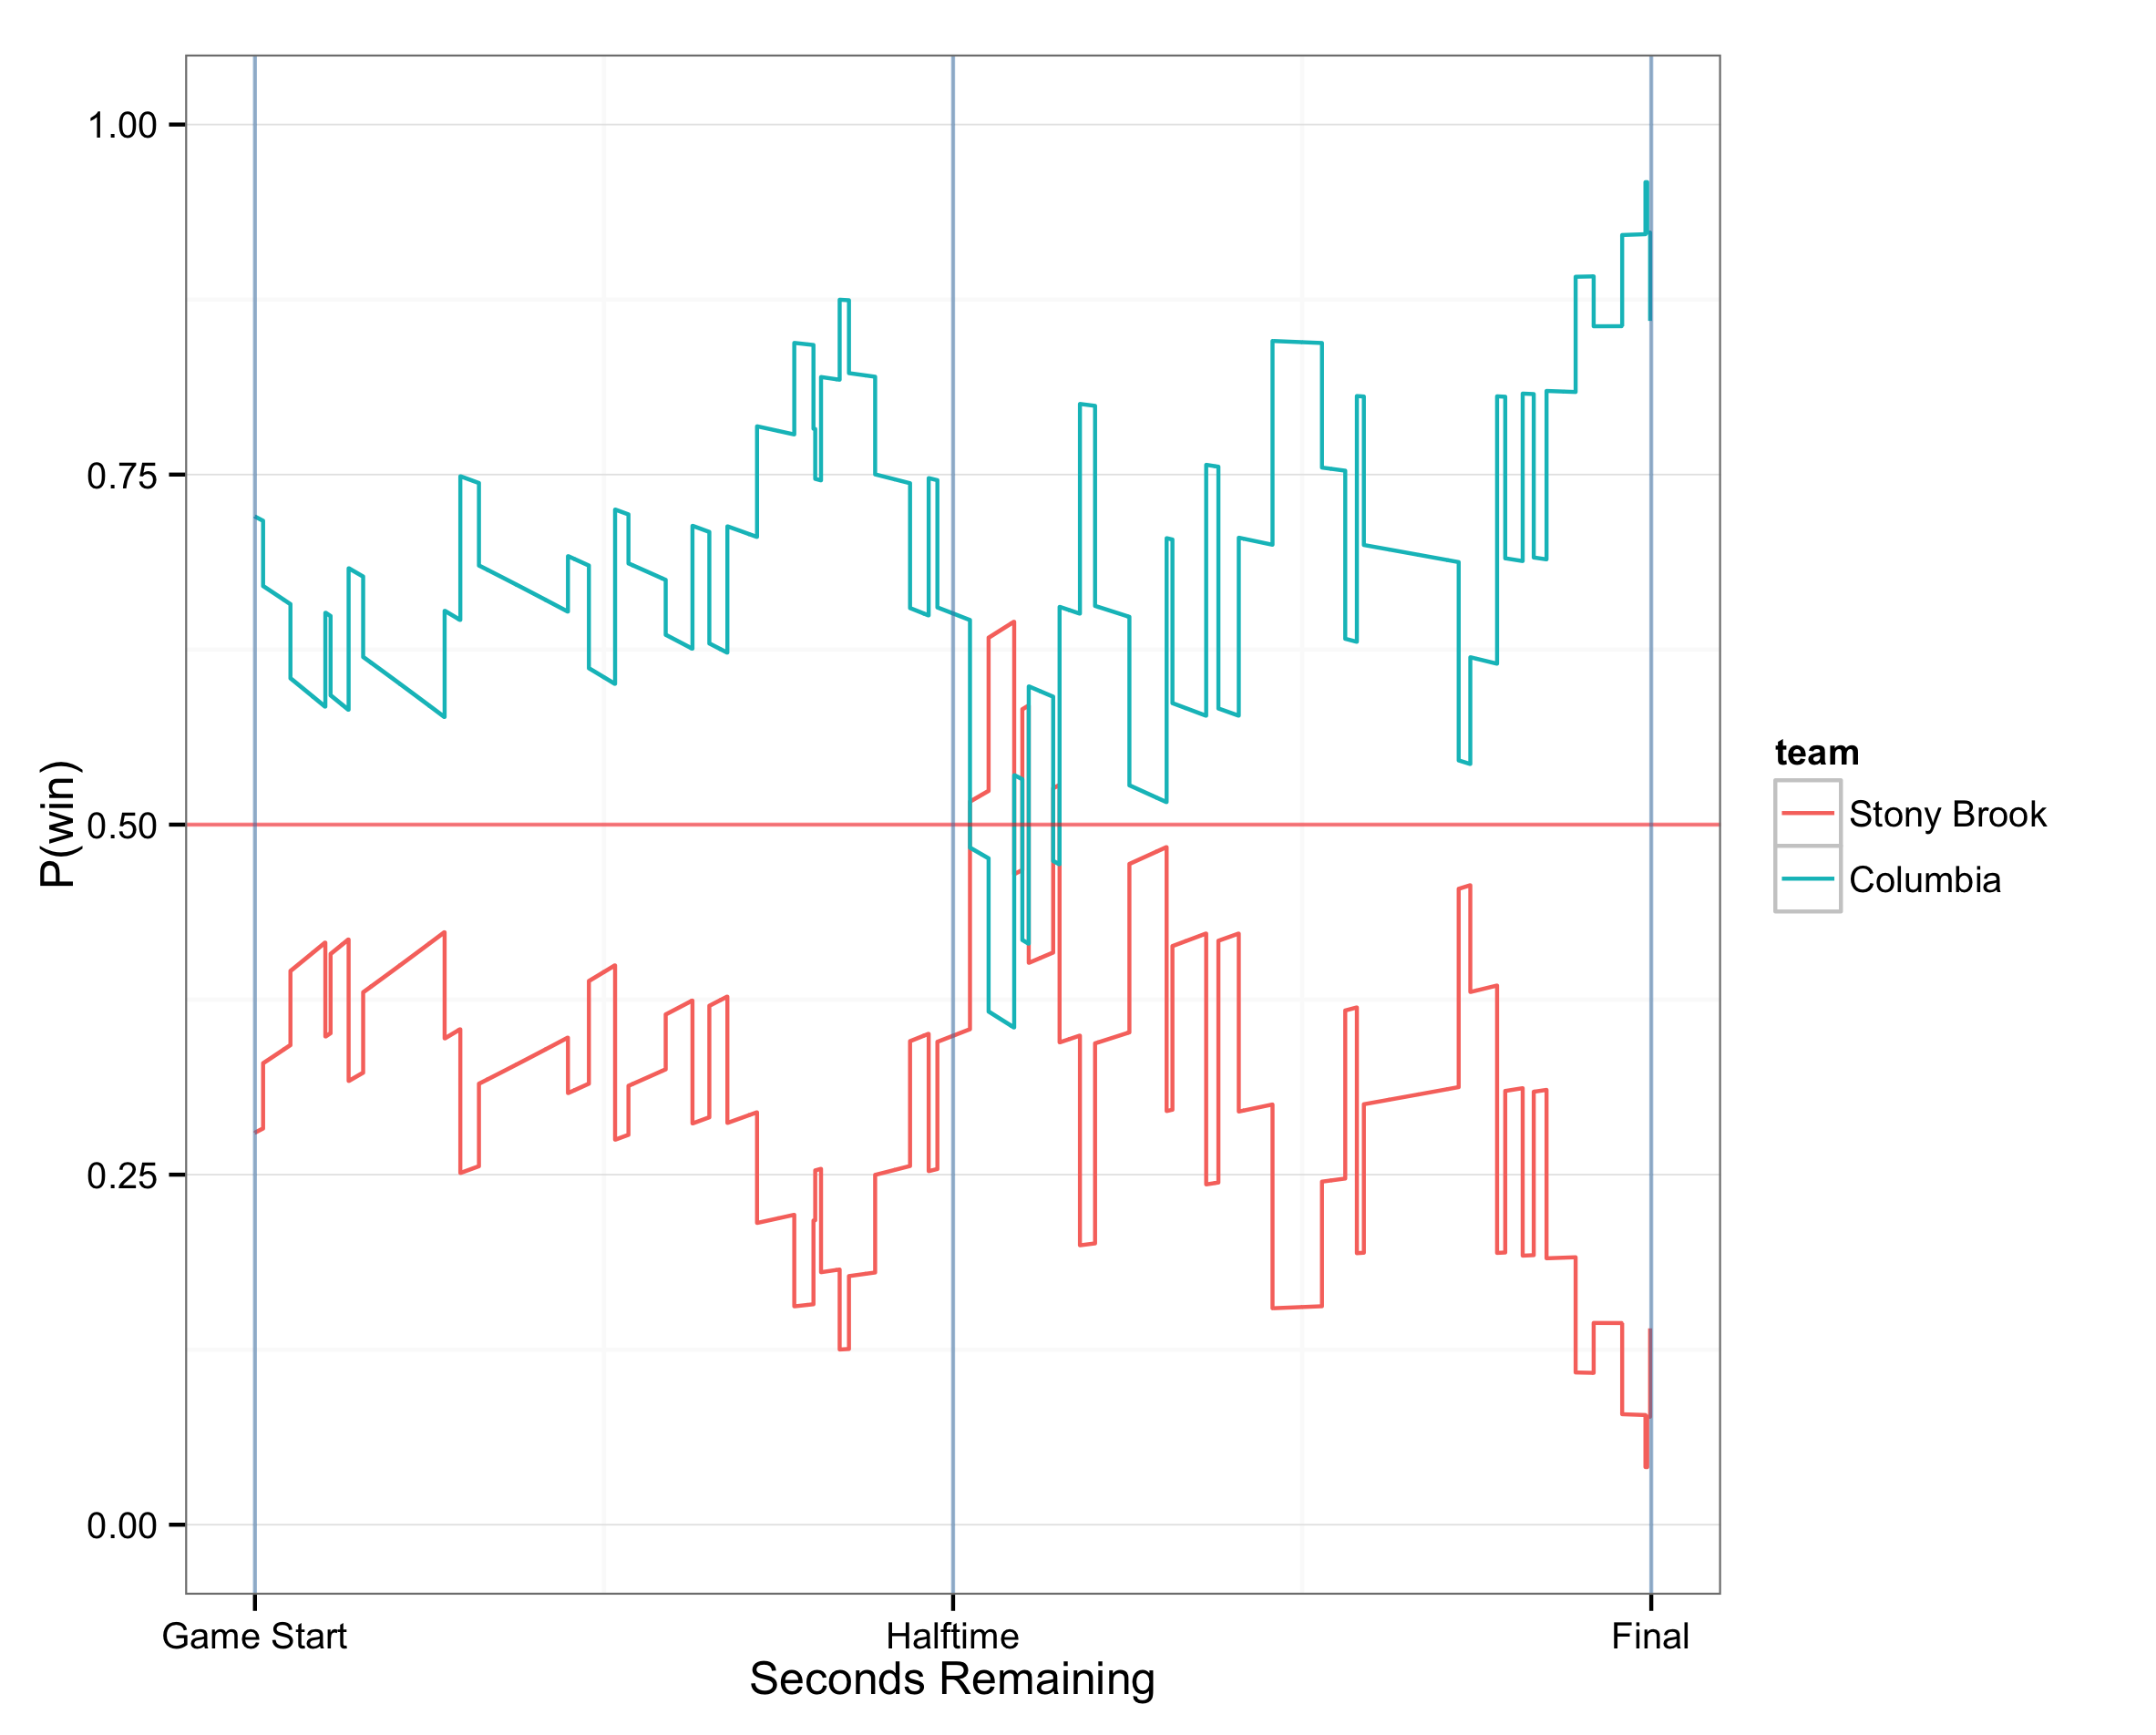 1.00
0.75
0.50
0.25
0.00
P(win)
Game Start
Halftime
Final
Seconds Remaining
team
Stony Brook
Columbia